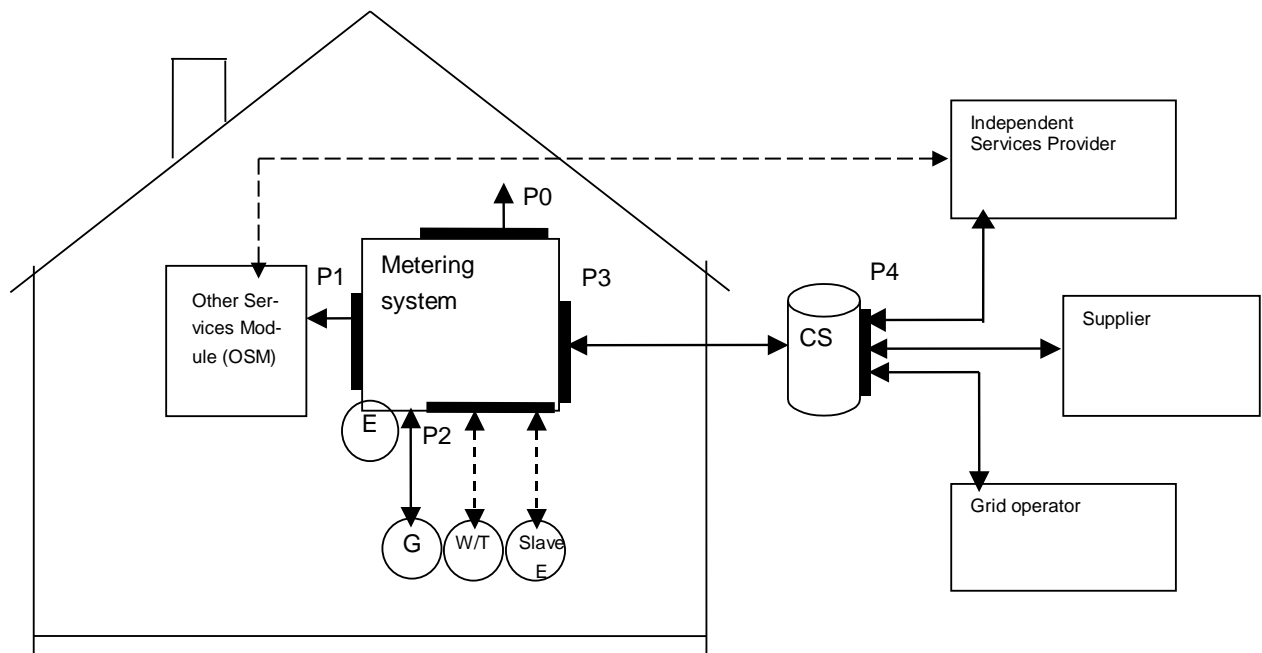 Independent
Services Provider
P0
P1
Metering
system
P3
P4
Other Ser-
vices Mod-
ule (OSM)
CS
Supplier
E
P2
G
W/T
Slave
E
Grid operator